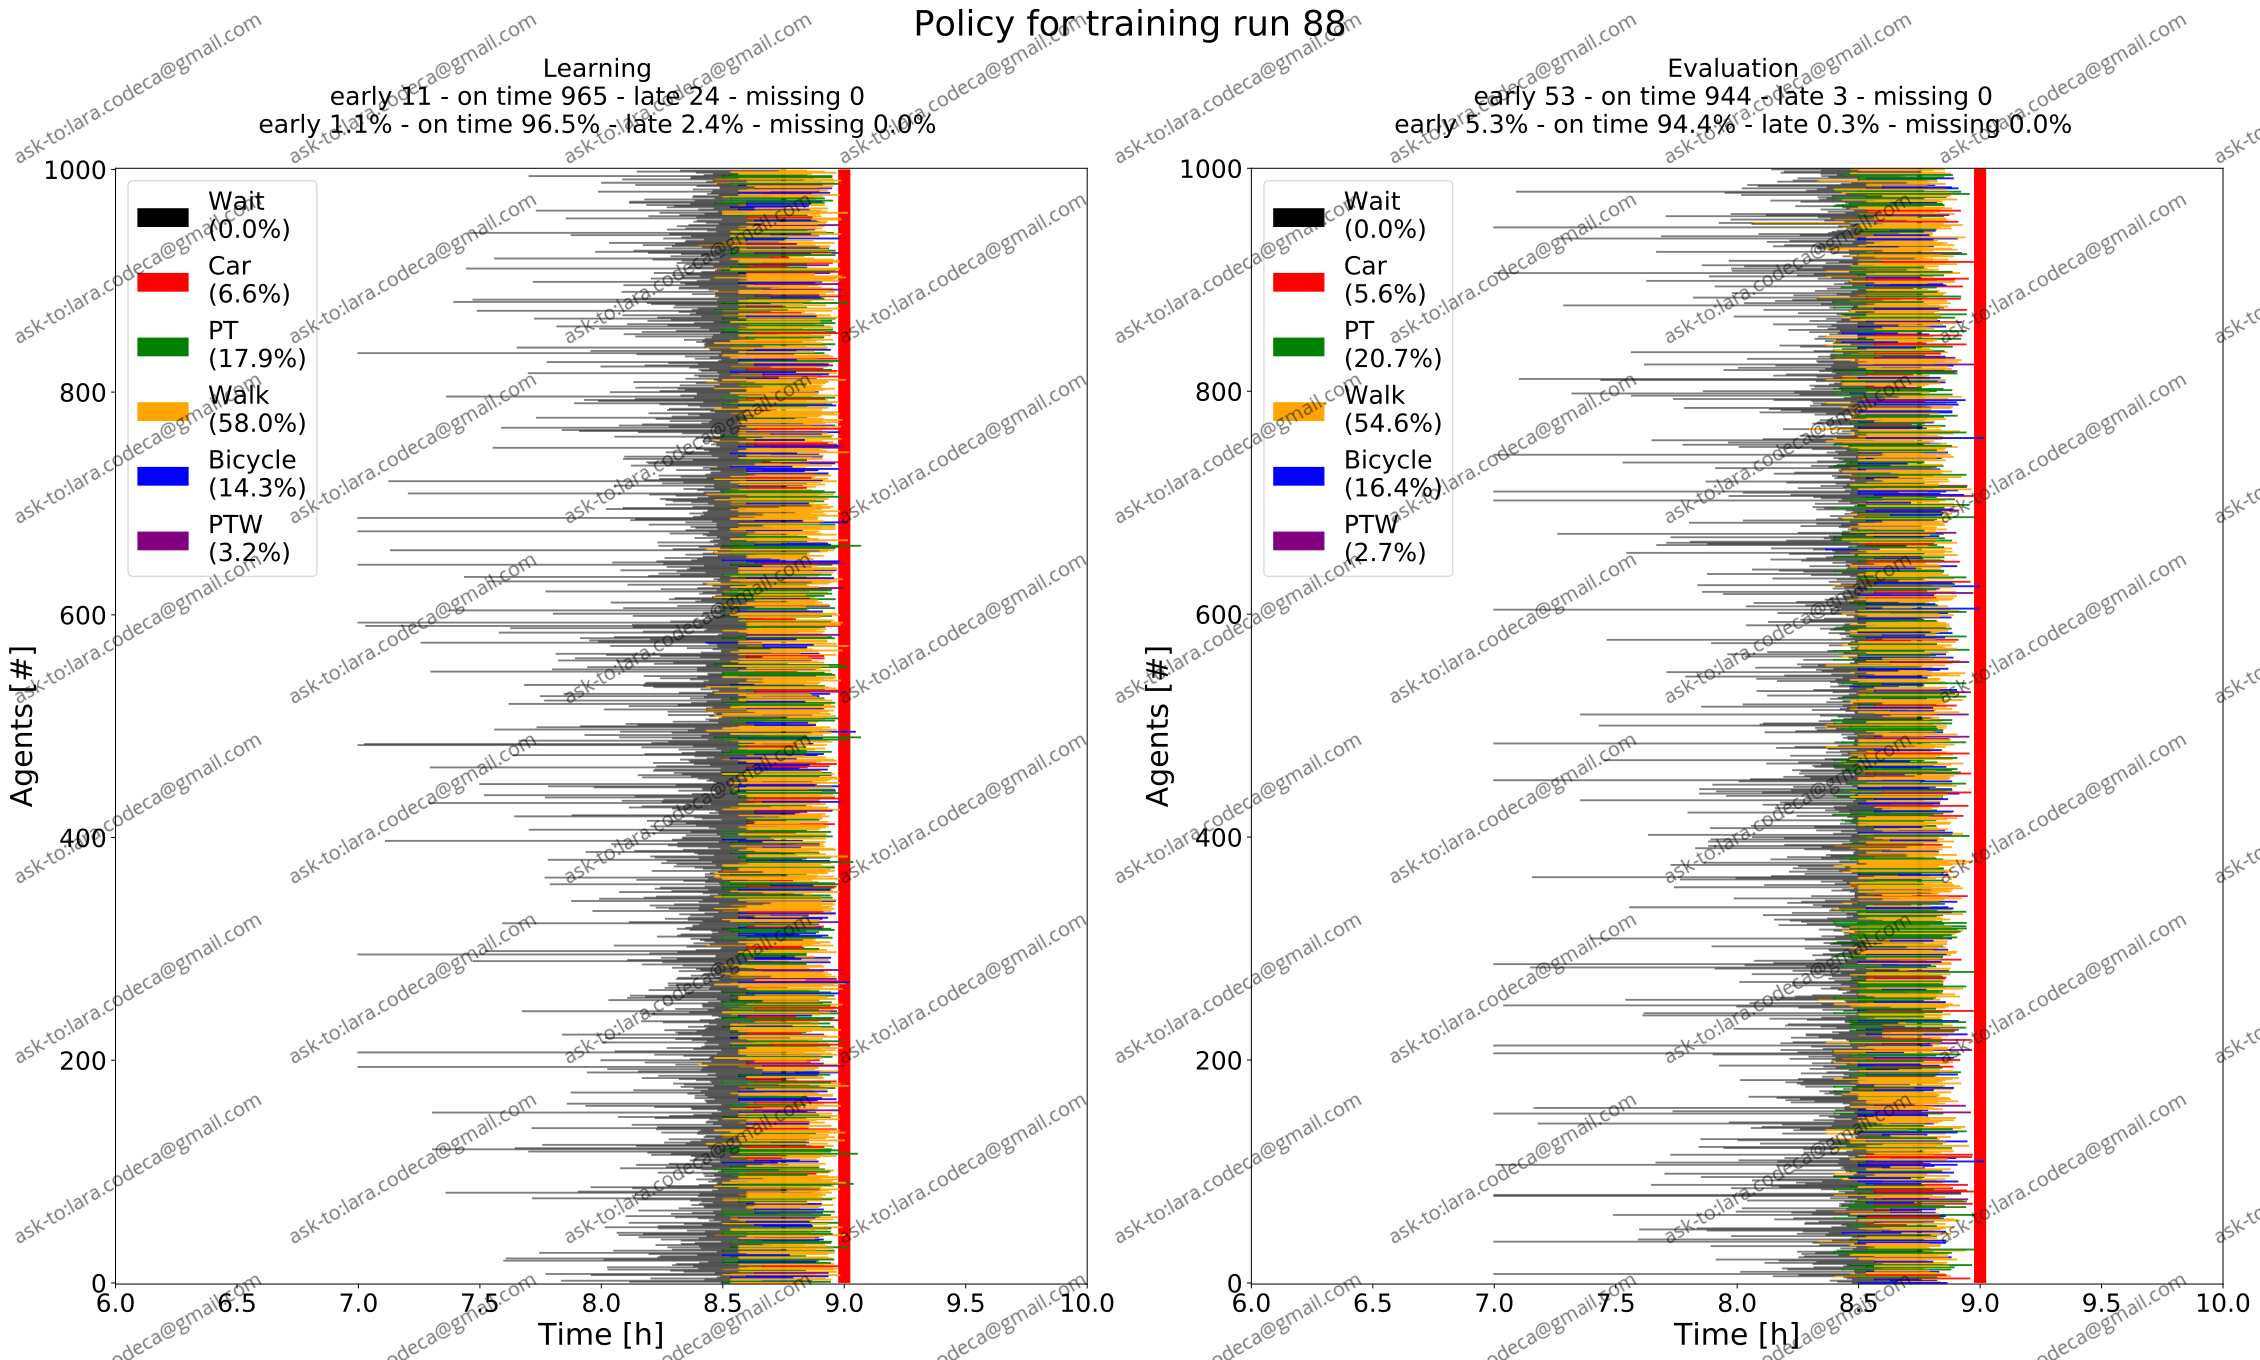 Policy for training run 88
Learning
early 11 - on time 965 - late 24 - missing 0
early 1.1% - on time 96.5% - late 2.4% - missing 0.0%
1000
800
600
400
200
0
Agents [#]
Wait
(0.0%)
Car
(6.6%)
PT
(17.9%)
Walk
(58.0%)
Bicycle
(14.3%)
PTW
(3.2%)
6.0 6.5 7.0 7.5 8.0 8.5 9.0 9.5 10.0
Time [h]
Evaluation
early 53 - on time 944 - late 3 - missing 0
early 5.3% - on time 94.4% - late 0.3% - missing 0.0%
1000
800
600
400
200
0
Agents [#]
Wait
(0.0%)
Car
(5.6%)
PT
(20.7%)
Walk
(54.6%)
Bicycle
(16.4%)
PTW
(2.7%)
6.0 6.5 7.0 7.5 8.0 8.5 9.0 9.5 10.0
Time [h]
ask-to:lara.codeca@gmail.com